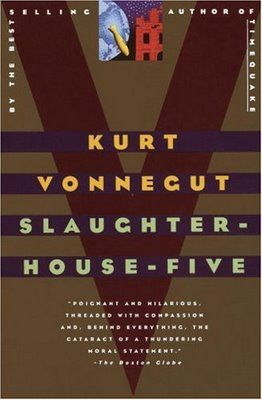 BY THE BEST
SELLING
AUTHOR OF
TIMEQUAKE
KURT
VONNEGUT
SLAUGHTER-
HOUSE-FIVE
"POIGNANT AND HILARIOUS,
THREADED WITH COMPASSION
AND, BEHIND EVERYTHING, THE
CATARACT OF A THUNDERING
MORAL STATEMENT."
—The Boston Globe